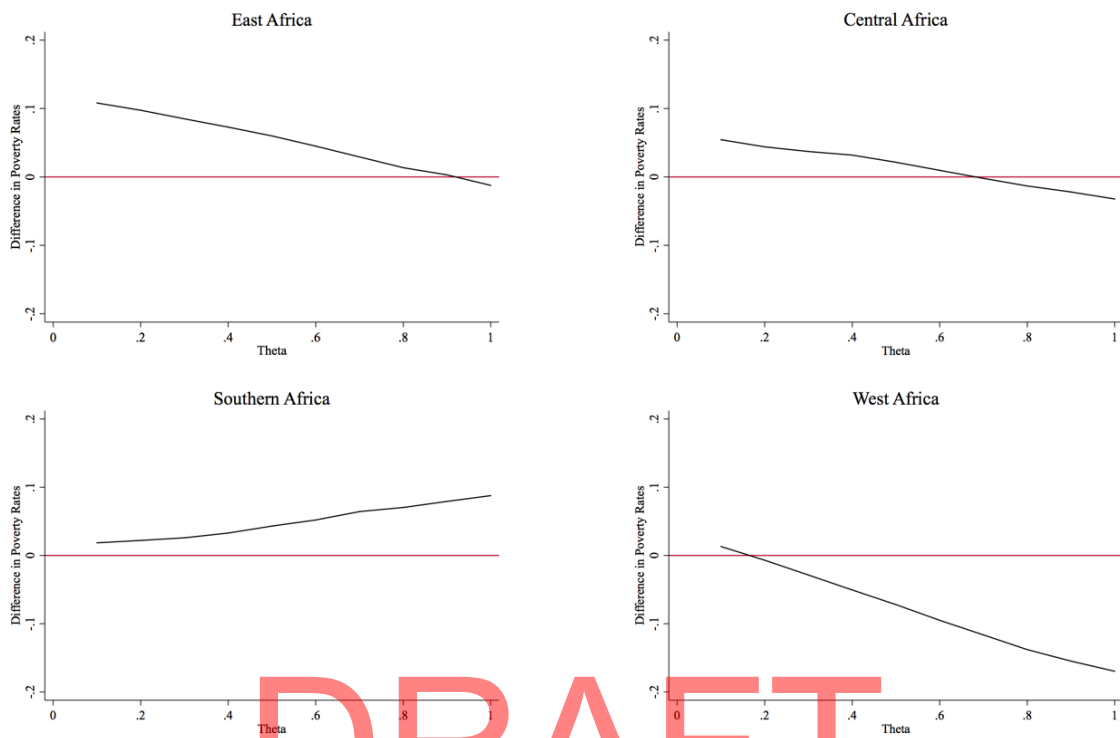 East Africa
Difference in Poverty Rates
.2
.1
0
-.1
-.2
0 .2 .4 .6 .8 1
Theta
Central Africa
Difference in Poverty Rates
.2
.1
0
-.1
-.2
0 .2 .4 .6 .8 1
Theta
Southern Africa
Difference in Poverty Rates
.2
.1
0
-.1
-.2
0 .2 .4 .6 .8 1
Theta
West Africa
Difference in Poverty Rates
.2
.1
0
-.1
-.2
0 .2 .4 .6 .8 1
Theta
DRAFT